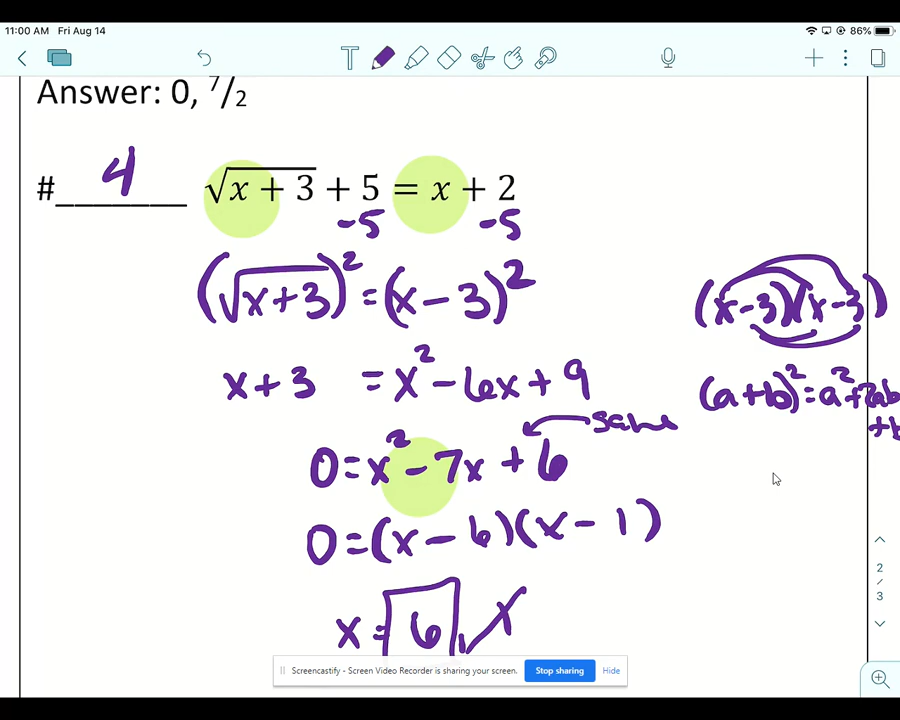 11:00 AM Fri Aug 14 86%
Answer: 0, ⁷/₂
#________ 4 √(x + 3) + 5 = x + 2
-5 -5
(√(x+3))² = (x-3)²
(x-3)(x-3)
x+3 = x² - 6x + 9
(a+b)² = a² + 2ab
same
0 = x² - 7x + 6
0 = (x-6)(x-1)
x = 6, 1
2
/
3
Screencastify - Screen Video Recorder is sharing your screen. Stop sharing Hide